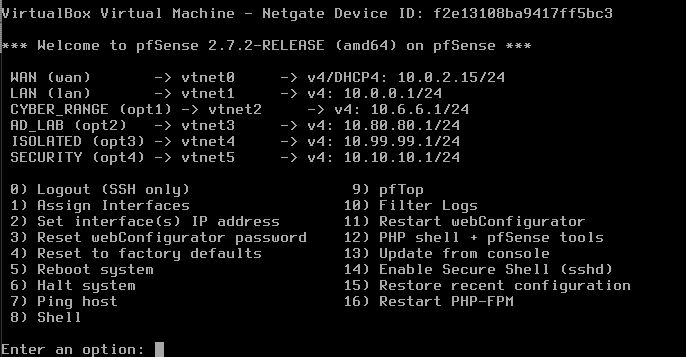 VirtualBox Virtual Machine - Netgate Device ID: f2e13108ba9417ff5bc3
*** Welcome to pfSense 2.7.2-RELEASE (amd64) on pfSense ***
WAN (wan) -> vtnet0 -> v4/DHCP4: 10.0.2.15/24
LAN (lan) -> vtnet1 -> v4: 10.0.0.1/24
CYBER_RANGE (opt1) -> vtnet2 -> v4: 10.6.6.1/24
AD_LAB (opt2) -> vtnet3 -> v4: 10.80.80.1/24
ISOLATED (opt3) -> vtnet4 -> v4: 10.99.99.1/24
SECURITY (opt4) -> vtnet5 -> v4: 10.10.10.1/24
0) Logout (SSH only) 9) pfTop
1) Assign Interfaces 10) Filter Logs
2) Set interface(s) IP address 11) Restart webConfigurator
3) Reset webConfigurator password 12) PHP shell + pfSense tools
4) Reset to factory defaults 13) Update from console
5) Reboot system 14) Enable Secure Shell (sshd)
6) Halt system 15) Restore recent configuration
7) Ping host 16) Restart PHP-FPM
8) Shell
Enter an option: